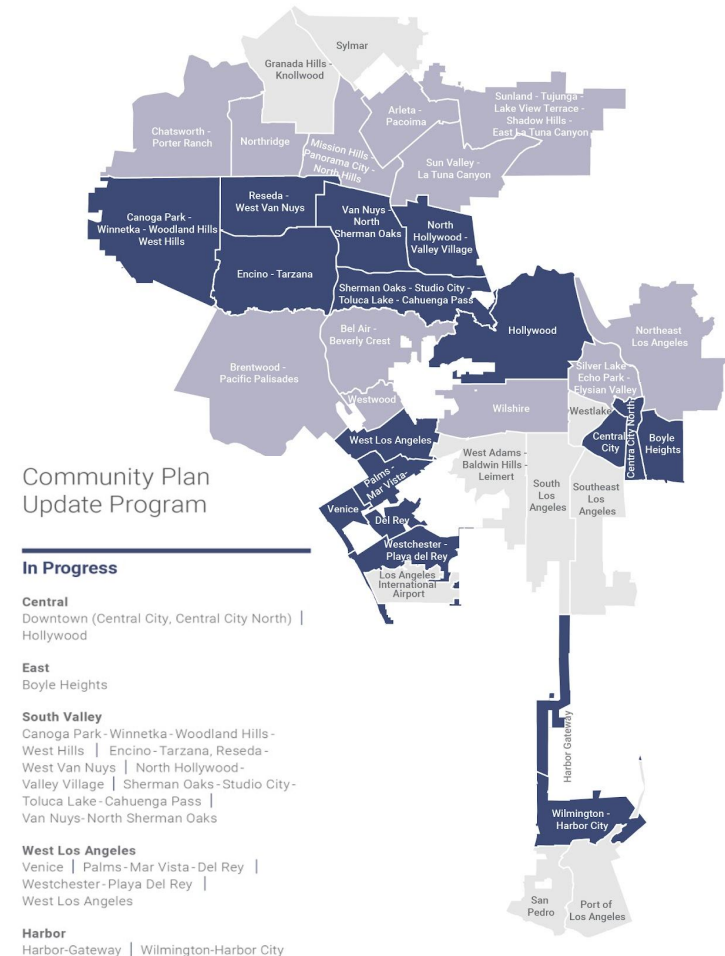 Sylmar
Granada Hills -
Knollwood
Sunland - Tujunga -
Lake View Terrace -
Shadow Hills -
East La Tuna Canyon
Arleta -
Pacoima
Chatsworth -
Porter Ranch
Northridge
Mission Hills -
Panorama City -
North Hills
Sun Valley -
La Tuna Canyon
Reseda -
West Van Nuys
Canoga Park -
Winnetka - Woodland Hills
West Hills
Van Nuys -
North
Sherman Oaks
North
Hollywood -
Valley Village
Encino - Tarzana
Sherman Oaks - Studio City -
Toluca Lake - Cahuenga Pass
Hollywood
Bel Air -
Beverly Crest
Northeast
Los Angeles
Brentwood -
Pacific Palisades
Silver Lake -
Echo Park -
Elysian Valley
Westwood
Wilshire
Westlake
Central City North
West Los Angeles
Central
City
Boyle
Heights
West Adams -
Baldwin Hills -
Leimert
Palms -
Mar Vista-
South
Los
Angeles
Southeast
Los
Angeles
Venice
Del Rey
Westchester -
Playa del Rey
Los Angeles
International
Airport
Harbor Gateway
Wilmington -
Harbor City
San
Pedro
Port of
Los Angeles
Community Plan
Update Program
In Progress
Central
Downtown (Central City, Central City North) |
Hollywood
East
Boyle Heights
South Valley
Canoga Park-Winnetka-Woodland Hills-
West Hills | Encino-Tarzana, Reseda-
West Van Nuys | North Hollywood-
Valley Village | Sherman Oaks-Studio City-
Toluca Lake-Cahuenga Pass |
Van Nuys-North Sherman Oaks
West Los Angeles
Venice | Palms-Mar Vista-Del Rey |
Westchester-Playa Del Rey |
West Los Angeles
Harbor
Harbor-Gateway | Wilmington-Harbor City